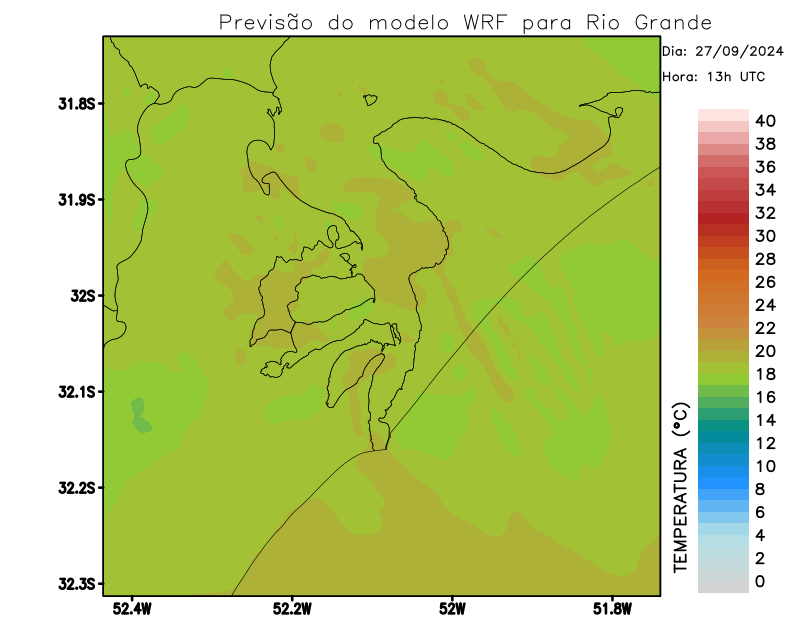 Previsão do modelo WRF para Rio Grande
Dia: 27/09/2024
Hora: 13h UTC
31.8S
31.9S
32S
32.1S
32.2S
32.3S
52.4W
52.2W
52W
51.8W
TEMPERATURA (°C)
40
38
36
34
32
30
28
26
24
22
20
18
16
14
12
10
8
6
4
2
0